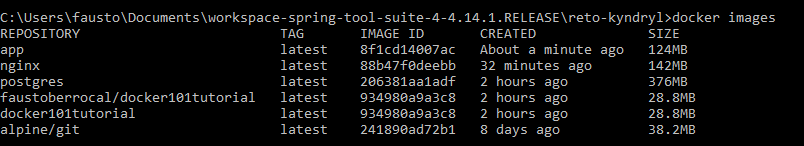 C:\Users\fausto\Documents\workspace-spring-tool-suite-4-4.14.1.RELEASE\reto-kyndryl>docker images
REPOSITORY TAG IMAGE ID CREATED SIZE
app latest 8f1cd14007ac About a minute ago 124MB
nginx latest 88b47f0deebb 32 minutes ago 142MB
postgres latest 206381aa1adf 2 hours ago 376MB
faustoberrocal/docker101tutorial latest 934980a9a3c8 2 hours ago 28.8MB
docker101tutorial latest 934980a9a3c8 2 hours ago 28.8MB
alpine/git latest 241890ad72b1 8 days ago 38.2MB